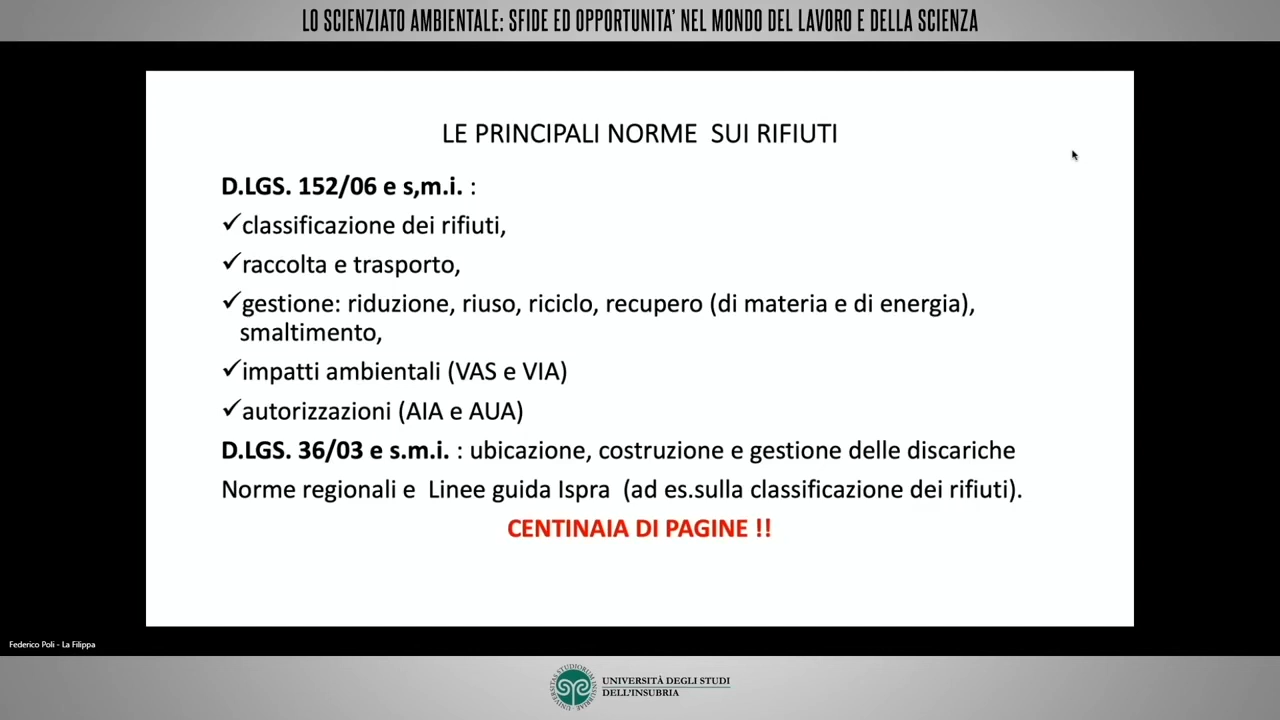 LO SCIENZIATO AMBIENTALE: SFIDE ED OPPORTUNITA' NEL MONDO DEL LAVORO E DELLA SCIENZA
LE PRINCIPALI NORME SUI RIFIUTI
D.LGS. 152/06 e s,m.i. :
✓classificazione dei rifiuti,
✓raccolta e trasporto,
✓gestione: riduzione, riuso, riciclo, recupero (di materia e di energia),
smaltimento,
✓impatti ambientali (VAS e VIA)
✓autorizzazioni (AIA e AUA)
D.LGS. 36/03 e s.m.i. : ubicazione, costruzione e gestione delle discariche
Norme regionali e Linee guida Ispra (ad es.sulla classificazione dei rifiuti).
CENTINAIA DI PAGINE !!
Federico Poli - La Filippa
UNIVERSITÀ DEGLI STUDI
DELL'INSUBRIA